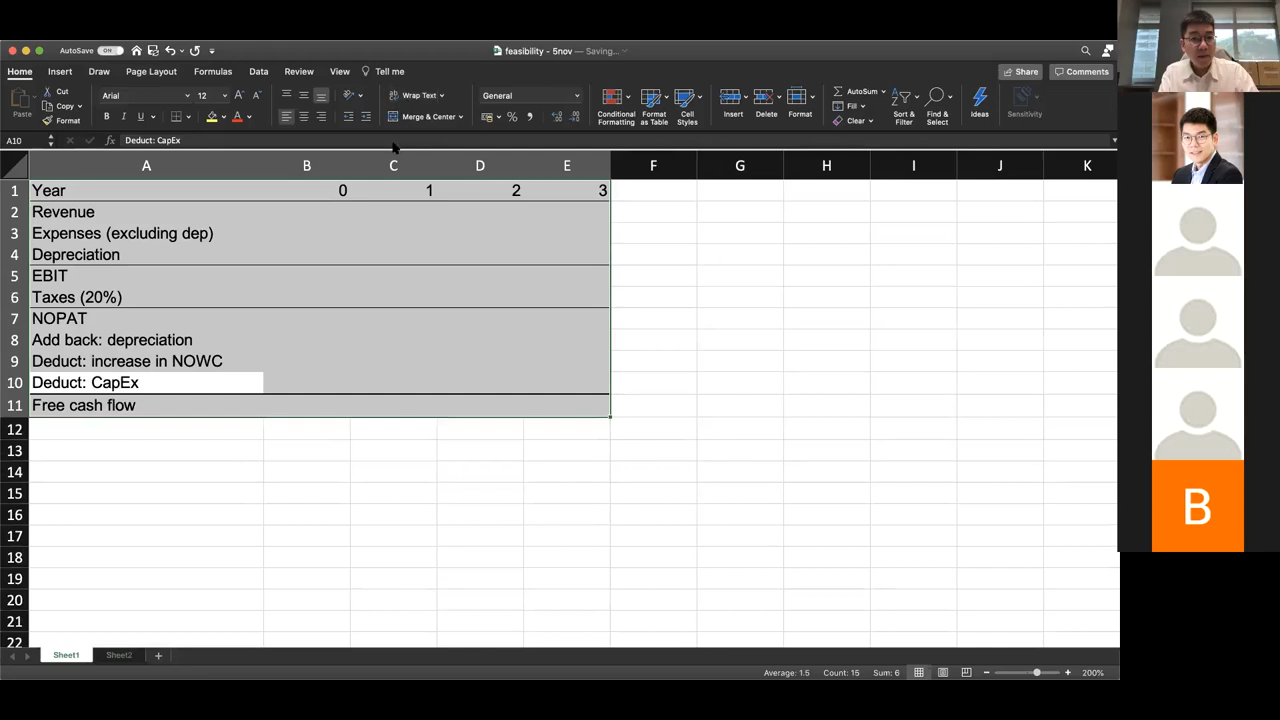 AutoSave ON feasibility - 5nov — Saving...
Home Insert Draw Page Layout Formulas Data Review View Tell me Share Comments
Paste Cut Copy Format Arial 12 A A Wrap Text General Conditional Formatting Format as Table Cell Styles Insert Delete Format AutoSum Fill Clear Sort & Filter Find & Select Ideas Sensitivity
B I U A Merge & Center % 
A10 fx Deduct: CapEx
A B C D E F G H I J K
1 Year 0 1 2 3
2 Revenue
3 Expenses (excluding dep)
4 Depreciation
5 EBIT
6 Taxes (20%)
7 NOPAT
8 Add back: depreciation
9 Deduct: increase in NOWC
10 Deduct: CapEx
11 Free cash flow
12
13
14
15
16
17
18
19
20
21
22
Sheet1 Sheet2 +
Average: 1.5 Count: 15 Sum: 6 200%
B